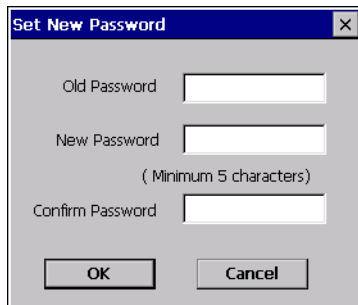 Set New Password
Old Password
New Password
( Minimum 5 characters)
Confirm Password
OK Cancel